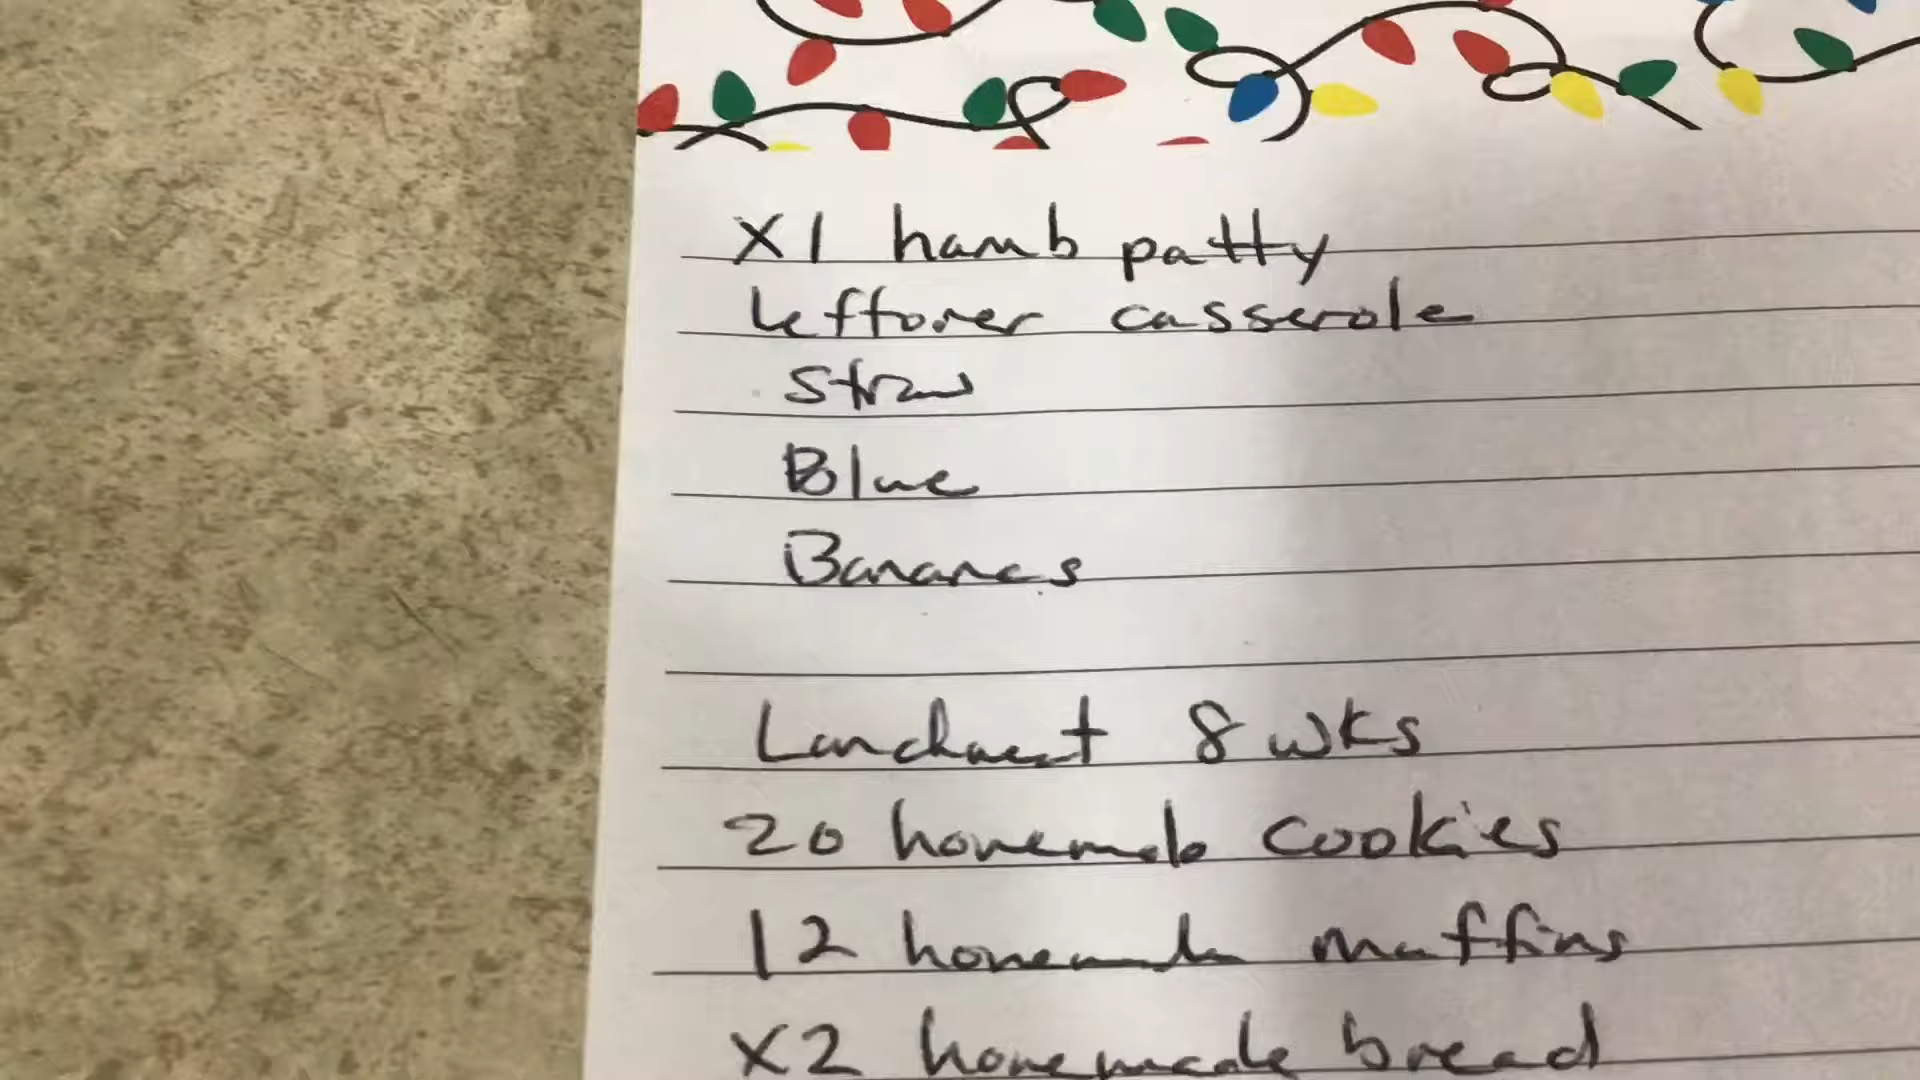 X1 hamb patty
Leftover casserole
Straw
Blue
Bananas
Lunchmeat 8 wks
20 homemade cookies
12 homemade muffins
X2 homemade bread